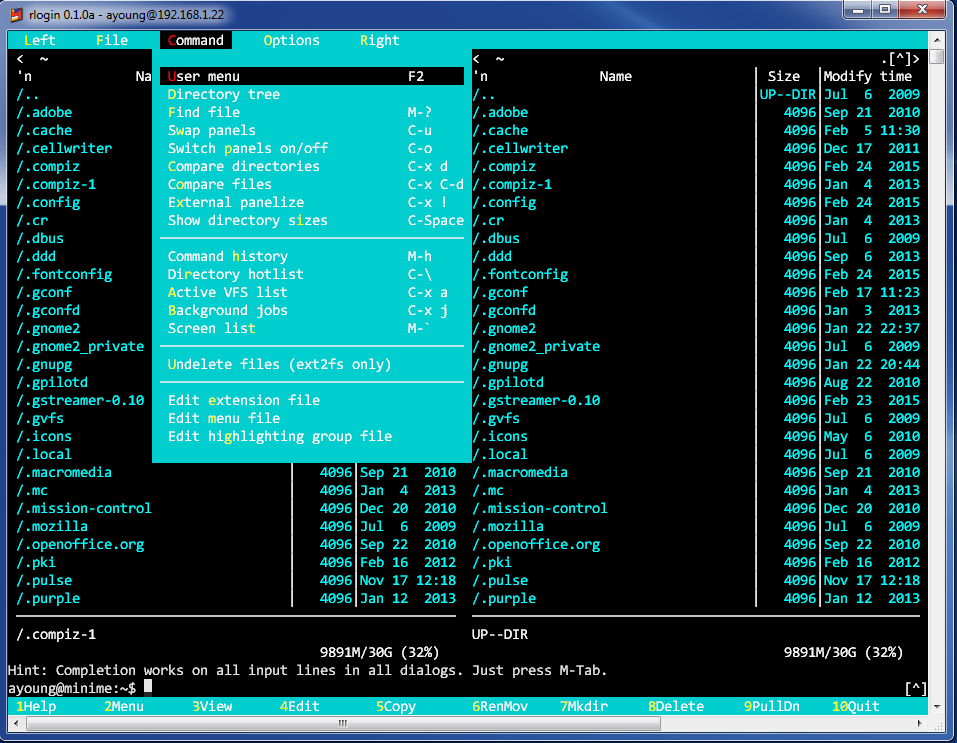 rlogin 0.1.0a - ayoung@192.168.1.22
Left File Command Options Right
< ~ < ~ .[^]>
'n Na User menu F2 'n Name Size Modify time
/.. Directory tree /.. UP--DIR Jul 6 2009
/.adobe Find file M-? /.adobe 4096 Sep 21 2010
/.cache Swap panels C-u /.cache 4096 Feb 5 11:30
/.cellwriter Switch panels on/off C-o /.cellwriter 4096 Dec 17 2011
/.compiz Compare directories C-x d /.compiz 4096 Feb 24 2015
/.compiz-1 Compare files C-x C-d /.compiz-1 4096 Jan 4 2013
/.config External panelize C-x ! /.config 4096 Feb 24 2015
/.cr Show directory sizes C-Space /.cr 4096 Jan 4 2013
/.dbus /.dbus 4096 Jul 6 2009
/.ddd Command history M-h /.ddd 4096 Sep 6 2013
/.fontconfig Directory hotlist C-\ /.fontconfig 4096 Feb 24 2015
/.gconf Active VFS list C-x a /.gconf 4096 Feb 17 11:23
/.gconfd Background jobs C-x j /.gconfd 4096 Jan 3 2013
/.gnome2 Screen list M-` /.gnome2 4096 Jan 22 22:37
/.gnome2_private /.gnome2_private 4096 Jul 6 2009
/.gnupg Undelete files (ext2fs only) /.gnupg 4096 Jan 22 20:44
/.gpilotd /.gpilotd 4096 Aug 22 2010
/.gstreamer-0.10 Edit extension file /.gstreamer-0.10 4096 Feb 23 2015
/.gvfs Edit menu file /.gvfs 4096 Jul 6 2009
/.icons Edit highlighting group file /.icons 4096 May 6 2010
/.local /.local 4096 Jul 6 2009
/.macromedia 4096 Sep 21 2010 /.macromedia 4096 Sep 21 2010
/.mc 4096 Jan 4 2013 /.mc 4096 Jan 4 2013
/.mission-control 4096 Dec 20 2010 /.mission-control 4096 Dec 20 2010
/.mozilla 4096 Jul 6 2009 /.mozilla 4096 Jul 6 2009
/.openoffice.org 4096 Sep 22 2010 /.openoffice.org 4096 Sep 22 2010
/.pki 4096 Feb 16 2012 /.pki 4096 Feb 16 2012
/.pulse 4096 Nov 17 12:18 /.pulse 4096 Nov 17 12:18
/.purple 4096 Jan 12 2013 /.purple 4096 Jan 12 2013
/.compiz-1 UP--DIR
9891M/30G (32%) 9891M/30G (32%)
Hint: Completion works on all input lines in all dialogs. Just press M-Tab.
ayoung@minime:~$ [^]
1Help 2Menu 3View 4Edit 5Copy 6RenMov 7Mkdir 8Delete 9PullDn 10Quit